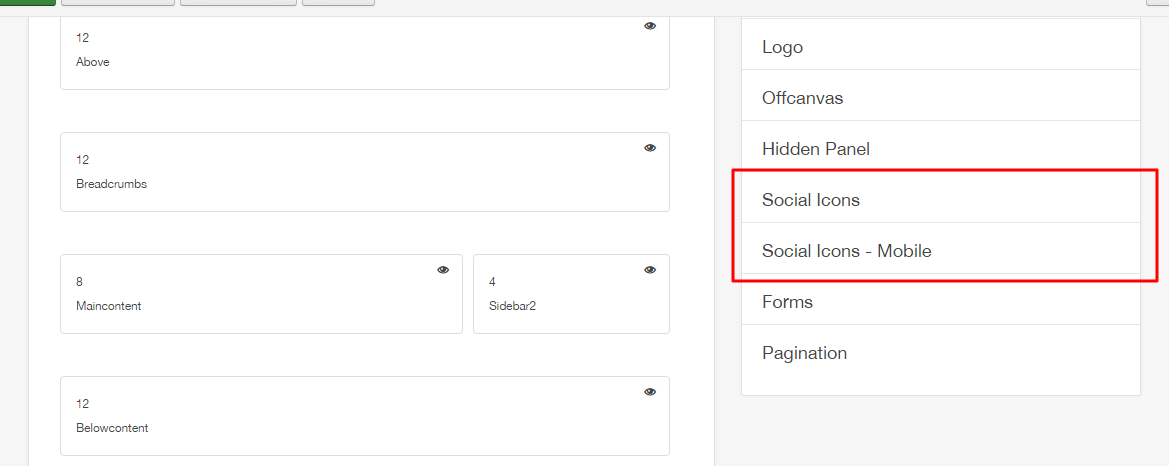 12
Above
12
Breadcrumbs
8
Maincontent
4
Sidebar2
12
Belowcontent
Logo
Offcanvas
Hidden Panel
Social Icons
Social Icons - Mobile
Forms
Pagination